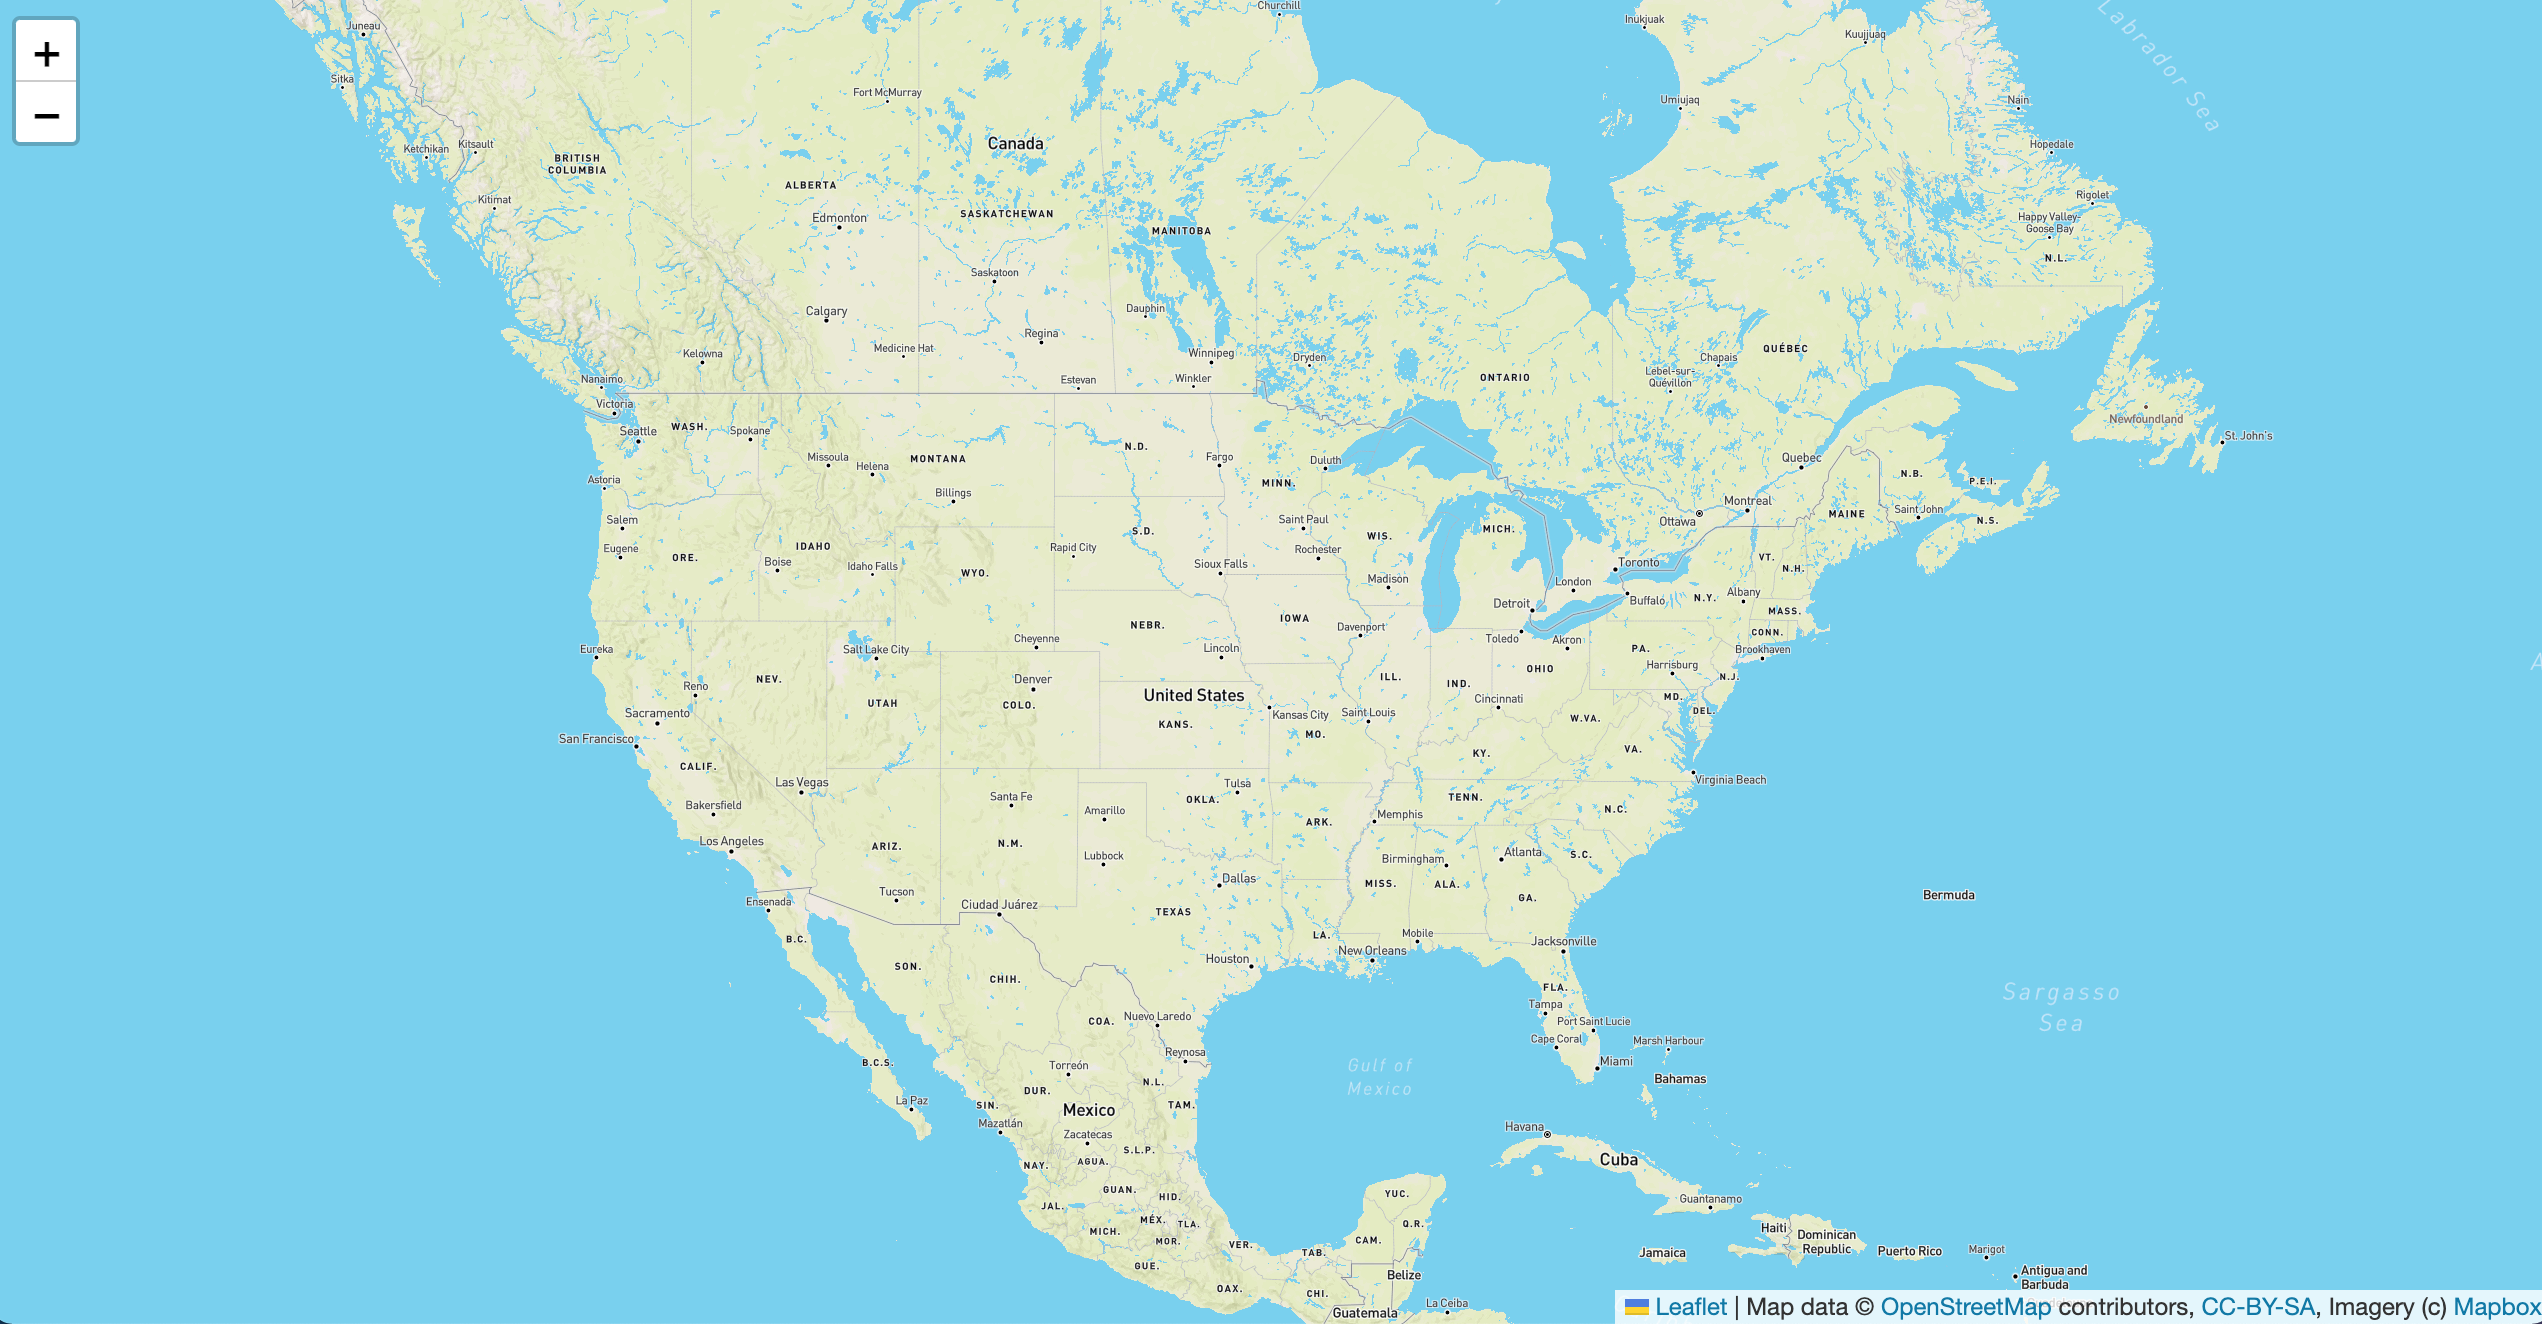 +
−
Churchill
Juneau
Inukjuak
Kuujjuaq
Labrador Sea
Sitka
Fort McMurray
Umiujaq
Nain
Ketchikan
Kitsault
Canada
Hopedale
BRITISH
COLUMBIA
ALBERTA
Rigolet
Kitimat
Edmonton
SASKATCHEWAN
MANITOBA
Happy Valley-
Goose Bay
N.L.
Saskatoon
Calgary
Dauphin
Regina
Medicine Hat
Kelowna
Winnipeg
Dryden
Chapais
QUÉBEC
Nanaimo
Estevan
Winkler
ONTARIO
Lebel-sur-
Quévillon
Victoria
Seattle
WASH.
Spokane
Newfoundland
St. John's
Missoula
Helena
MONTANA
N.D.
Fargo
Duluth
Quebec
N.B.
P.E.I.
Astoria
Billings
MINN.
Montreal
MAINE
Saint John
N.S.
Salem
Saint Paul
Ottawa
Eugene
ORE.
IDAHO
Boise
Idaho Falls
WYO.
Rapid City
S.D.
Sioux Falls
Rochester
WIS.
MICH.
VT.
N.H.
Toronto
Madison
London
Detroit
Buffalo
N.Y.
Albany
MASS.
NEBR.
IOWA
Davenport
Toledo
Akron
CONN.
Eureka
Salt Lake City
Cheyenne
Lincoln
PA.
Brookhaven
Harrisburg
OHIO
N.J.
NEV.
Reno
Denver
United States
ILL.
IND.
Cincinnati
MD.
UTAH
COLO.
Sacramento
KANS.
Kansas City
Saint Louis
W.VA.
DEL.
San Francisco
MO.
KY.
VA.
CALIF.
Las Vegas
Tulsa
Virginia Beach
Bakersfield
Santa Fe
Amarillo
OKLA.
TENN.
N.C.
Memphis
ARK.
Los Angeles
ARIZ.
N.M.
Lubbock
Birmingham
Atlanta
S.C.
Tucson
Dallas
MISS.
ALA.
GA.
Bermuda
Ensenada
Ciudad Juárez
TEXAS
B.C.
LA.
Mobile
Jacksonville
New Orleans
SON.
CHIH.
Houston
FLA.
Sargasso
Sea
Tampa
COA.
Nuevo Laredo
Port Saint Lucie
Cape Coral
Marsh Harbour
Reynosa
Miami
B.C.S.
Torreón
Gulf of
Mexico
Bahamas
DUR.
N.L.
La Paz
SIN.
Mexico
TAM.
Mazatlán
Zacatecas
Havana
S.L.P.
Cuba
NAY.
AGUA.
GUAN.
HID.
YUC.
Guantanamo
JAL.
MÉX.
TLA.
Q.R.
Haiti
Dominican
Republic
MICH.
MOR.
VER.
TAB.
CAM.
Jamaica
Puerto Rico
Marigot
GUE.
Belize
Antigua and
Barbuda
OAX.
CHI.
Guatemala
La Ceiba
Leaflet | Map data © OpenStreetMap contributors, CC-BY-SA, Imagery (c) Mapbox